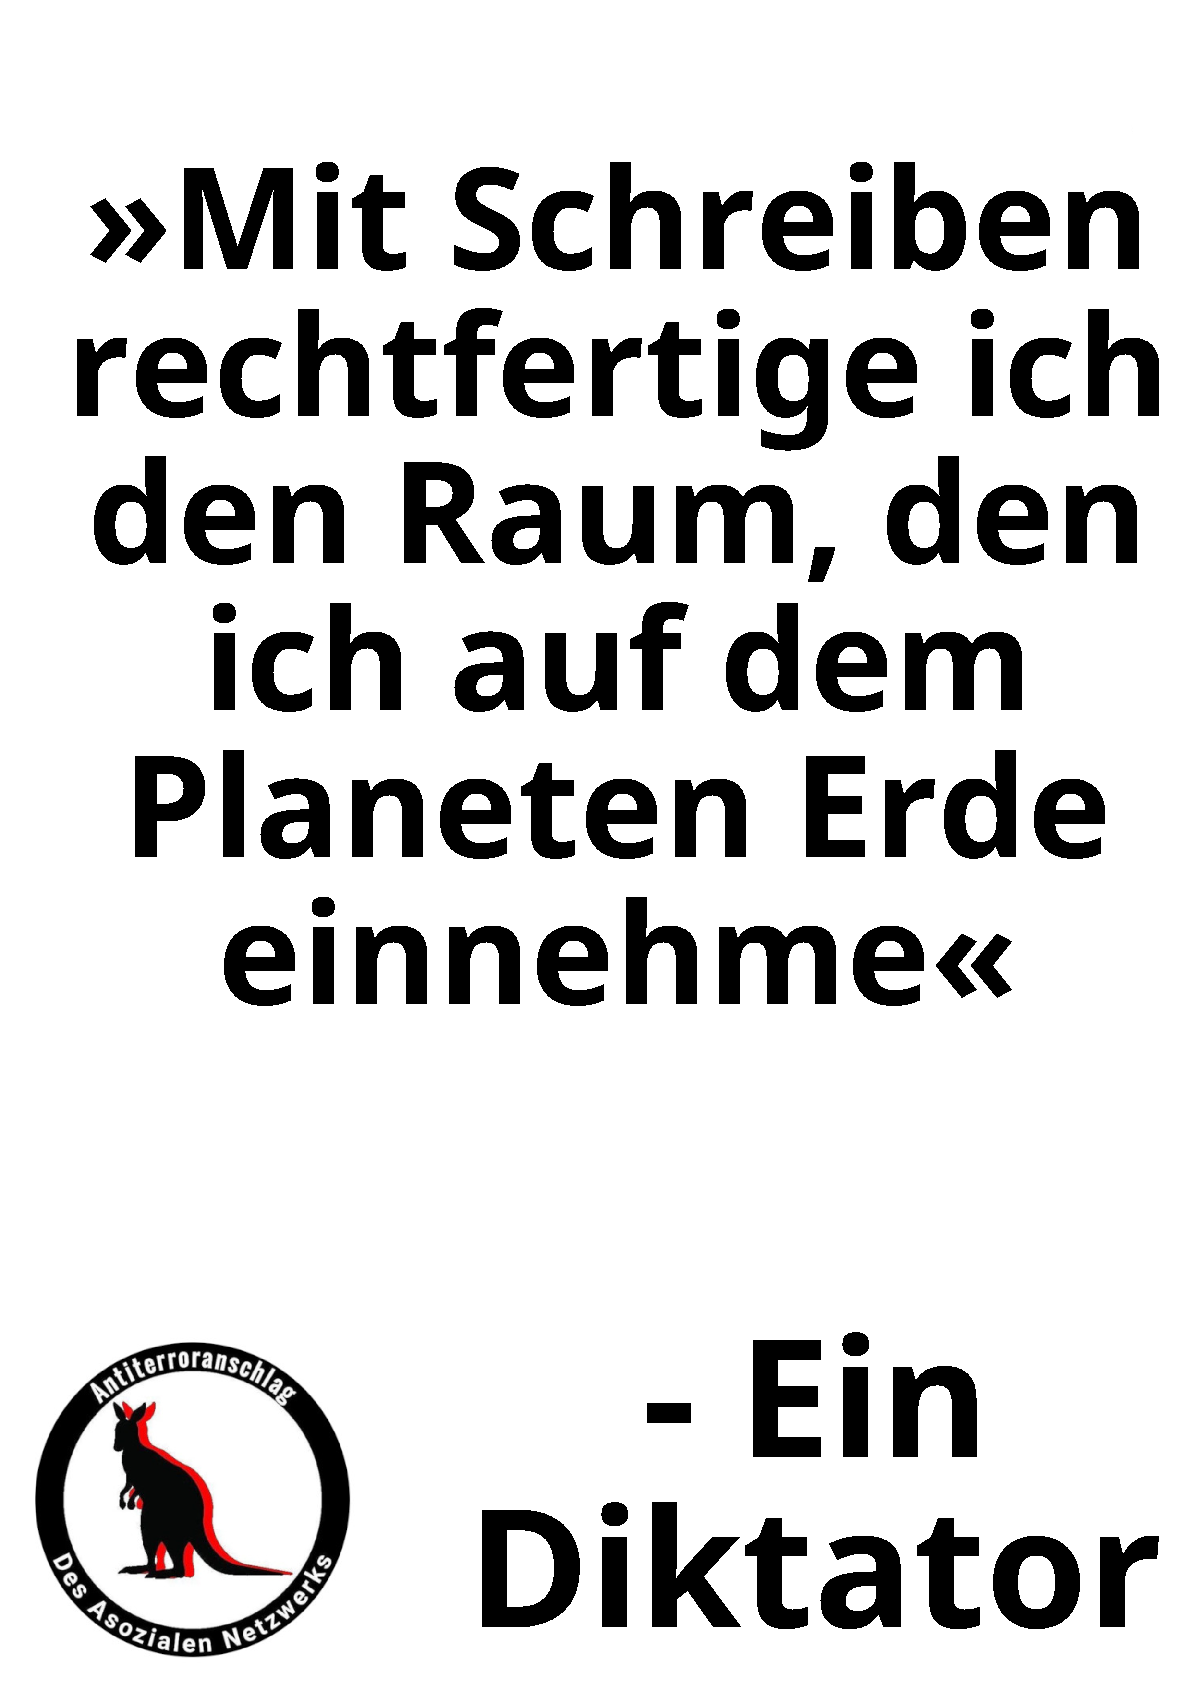 »Mit Schreiben
rechtfertige ich
den Raum, den
ich auf dem
Planeten Erde
einnehme«
- Ein
Diktator
Antiterroranschlag
Des Asozialen Netzwerks